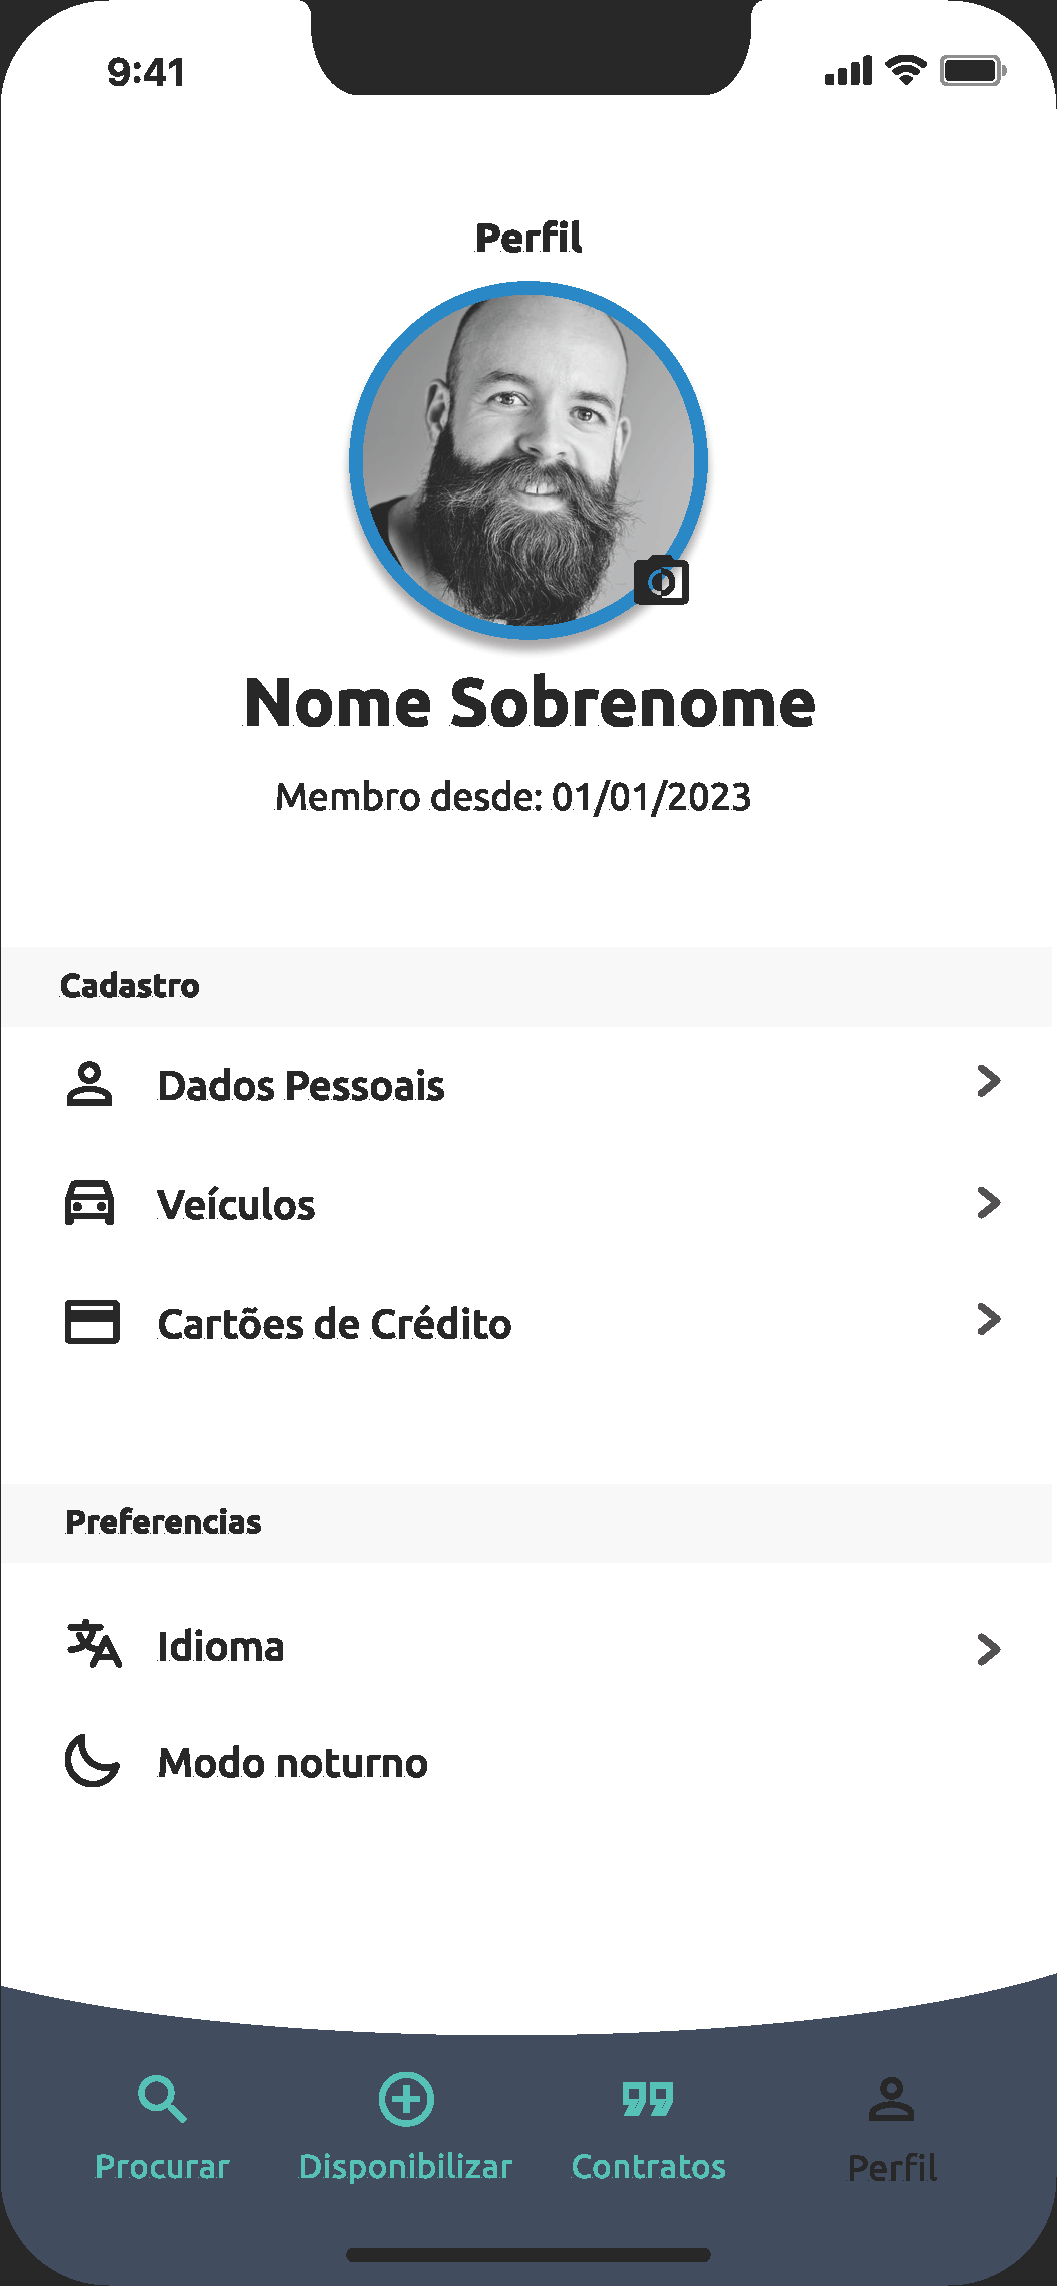 9:41
Perfil
Nome Sobrenome
Membro desde: 01/01/2023
Cadastro
Dados Pessoais
Veículos
Cartões de Crédito
Preferencias
Idioma
Modo noturno
Procurar Disponibilizar Contratos Perfil